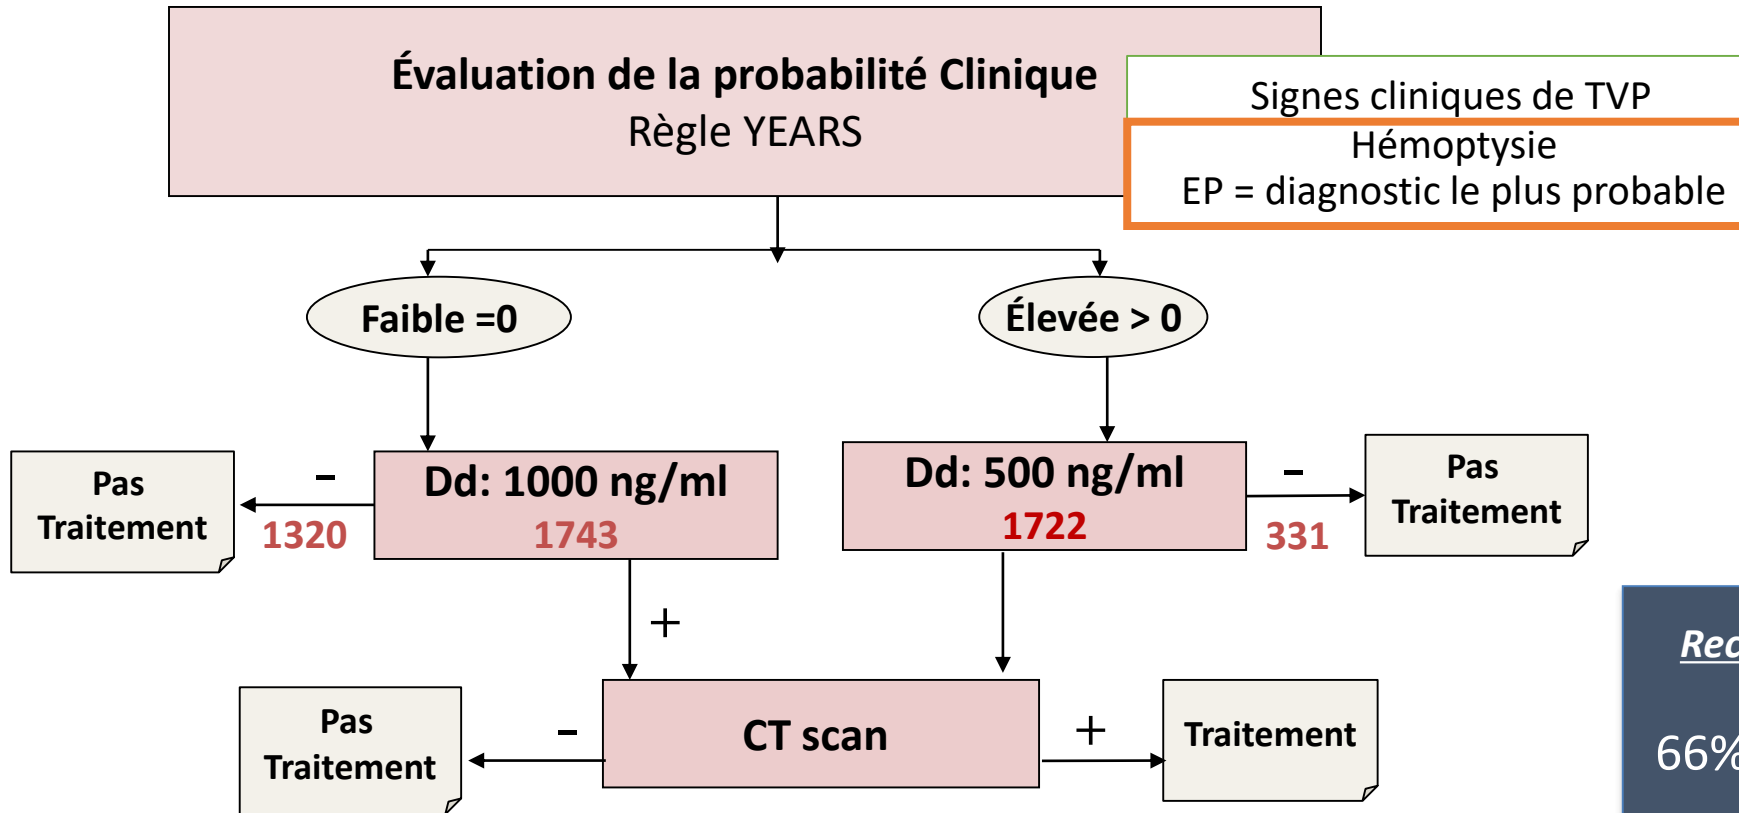 Évaluation de la probabilité Clinique
Règle YEARS
Signes cliniques de TVP
Hémoptysie
EP = diagnostic le plus probable
Faible =0
Élevée > 0
Pas
Traitement
-
1320
Dd: 1000 ng/ml
1743
Dd: 500 ng/ml
1722
-
331
Pas
Traitement
+
Pas
Traitement
-
CT scan
+
Traitement
66%